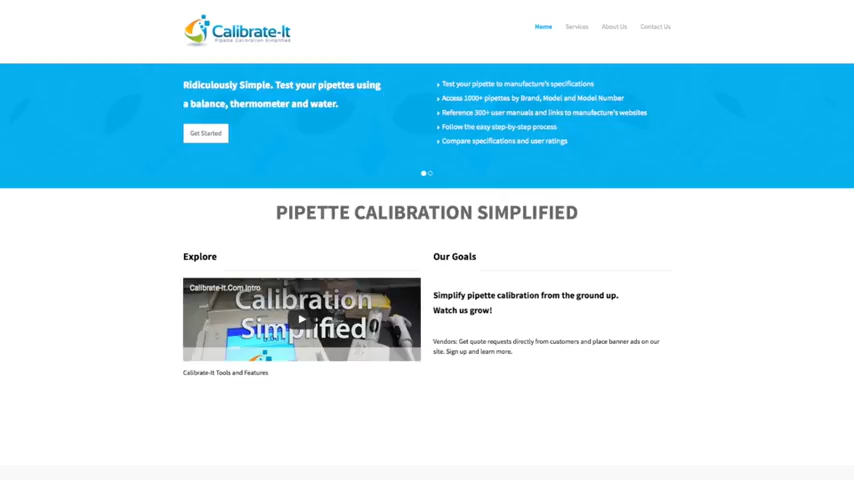 Calibrate-It
Pipette Calibration Simplified
Home
Services
About Us
Contact Us
Ridiculously Simple. Test your pipettes using
a balance, thermometer and water.
Get Started
Test your pipette to manufacture's specifications
Access 1000+ pipettes by Brand, Model and Model Number
Reference 300+ user manuals and links to manufacture's websites
Follow the easy step-by-step process
Compare specifications and user ratings
PIPETTE CALIBRATION SIMPLIFIED
Explore
Calibrate-It.Com Intro
Calibration
Simplified
Calibrate-It Tools and Features
Our Goals
Simplify pipette calibration from the ground up.
Watch us grow!
Vendors: Get quote requests directly from customers and place banner ads on our
site. Sign up and learn more.